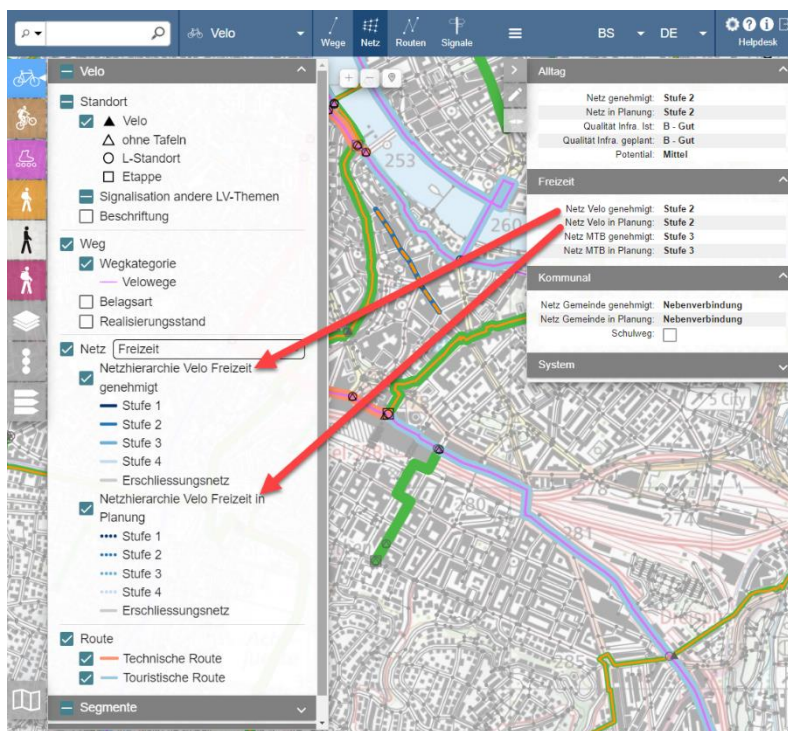 Velo
Wege
Netz
Routen
Signale
BS
DE
Helpdesk
Velo
Standort
Velo
ohne Tafeln
L-Standort
Etappe
Signalisation andere LV-Themen
Beschriftung
Weg
Wegkategorie
Velowege
Belagsart
Realisierungsstand
Netz Freizeit
Netzhierarchie Velo Freizeit
genehmigt
Stufe 1
Stufe 2
Stufe 3
Stufe 4
Erschliessungsnetz
Netzhierarchie Velo Freizeit in
Planung
Stufe 1
Stufe 2
Stufe 3
Stufe 4
Erschliessungsnetz
Route
Technische Route
Touristische Route
Segmente
253
260
280
281
274
285
Alltag
Netz genehmigt: Stufe 2
Netz in Planung: Stufe 2
Qualität Infra. Ist: B - Gut
Qualität Infra. geplant: B - Gut
Potential: Mittel
Freizeit
Netz Velo genehmigt: Stufe 2
Netz Velo in Planung: Stufe 2
Netz MTB genehmigt: Stufe 3
Netz MTB in Planung: Stufe 3
Kommunal
Netz Gemeinde genehmigt: Nebenverbindung
Netz Gemeinde in Planung: Nebenverbindung
Schulweg:
System